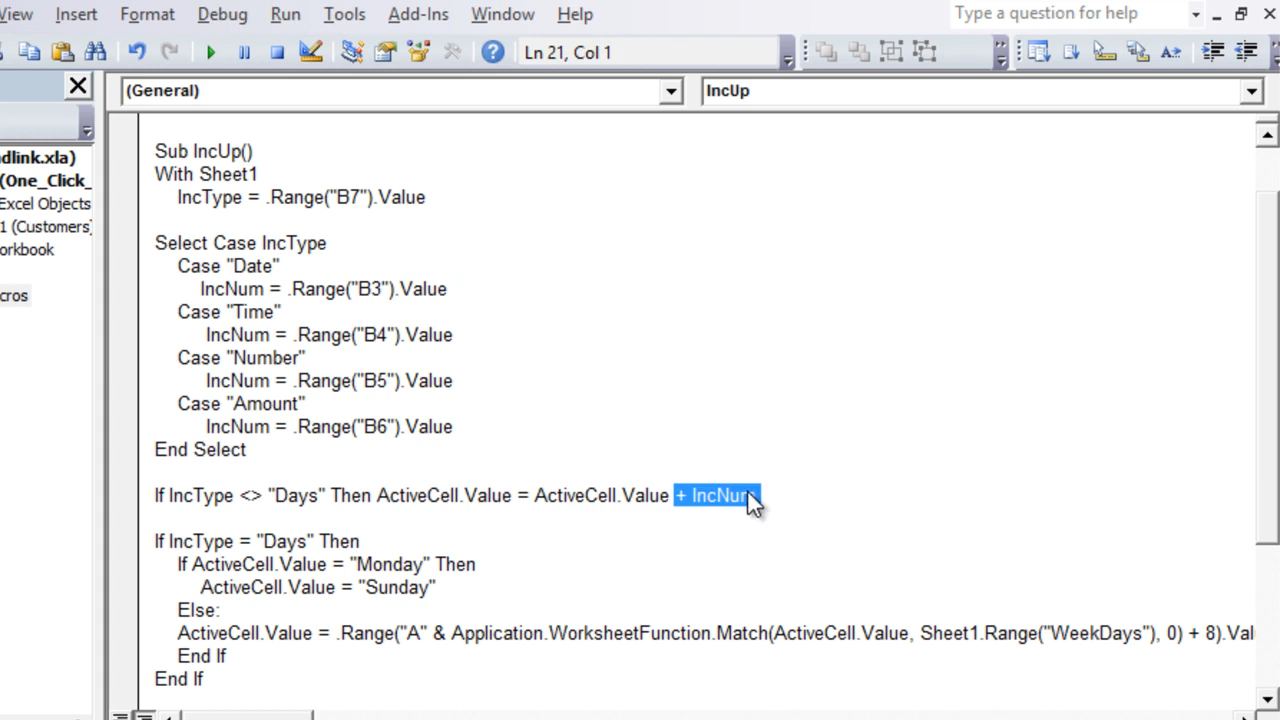 View Insert Format Debug Run Tools Add-Ins Window Help Type a question for help
Ln 21, Col 1
(General) IncUp
dlink.xla)
(One_Click_
Excel Objects
1 (Customers)
orkbook
cros
Sub IncUp()
With Sheet1
IncType = .Range("B7").Value
Select Case IncType
Case "Date"
IncNum = .Range("B3").Value
Case "Time"
IncNum = .Range("B4").Value
Case "Number"
IncNum = .Range("B5").Value
Case "Amount"
IncNum = .Range("B6").Value
End Select
If IncType <> "Days" Then ActiveCell.Value = ActiveCell.Value + IncNum
If IncType = "Days" Then
If ActiveCell.Value = "Monday" Then
ActiveCell.Value = "Sunday"
Else:
ActiveCell.Value = .Range("A" & Application.WorksheetFunction.Match(ActiveCell.Value, Sheet1.Range("WeekDays"), 0) + 8).Val
End If
End If